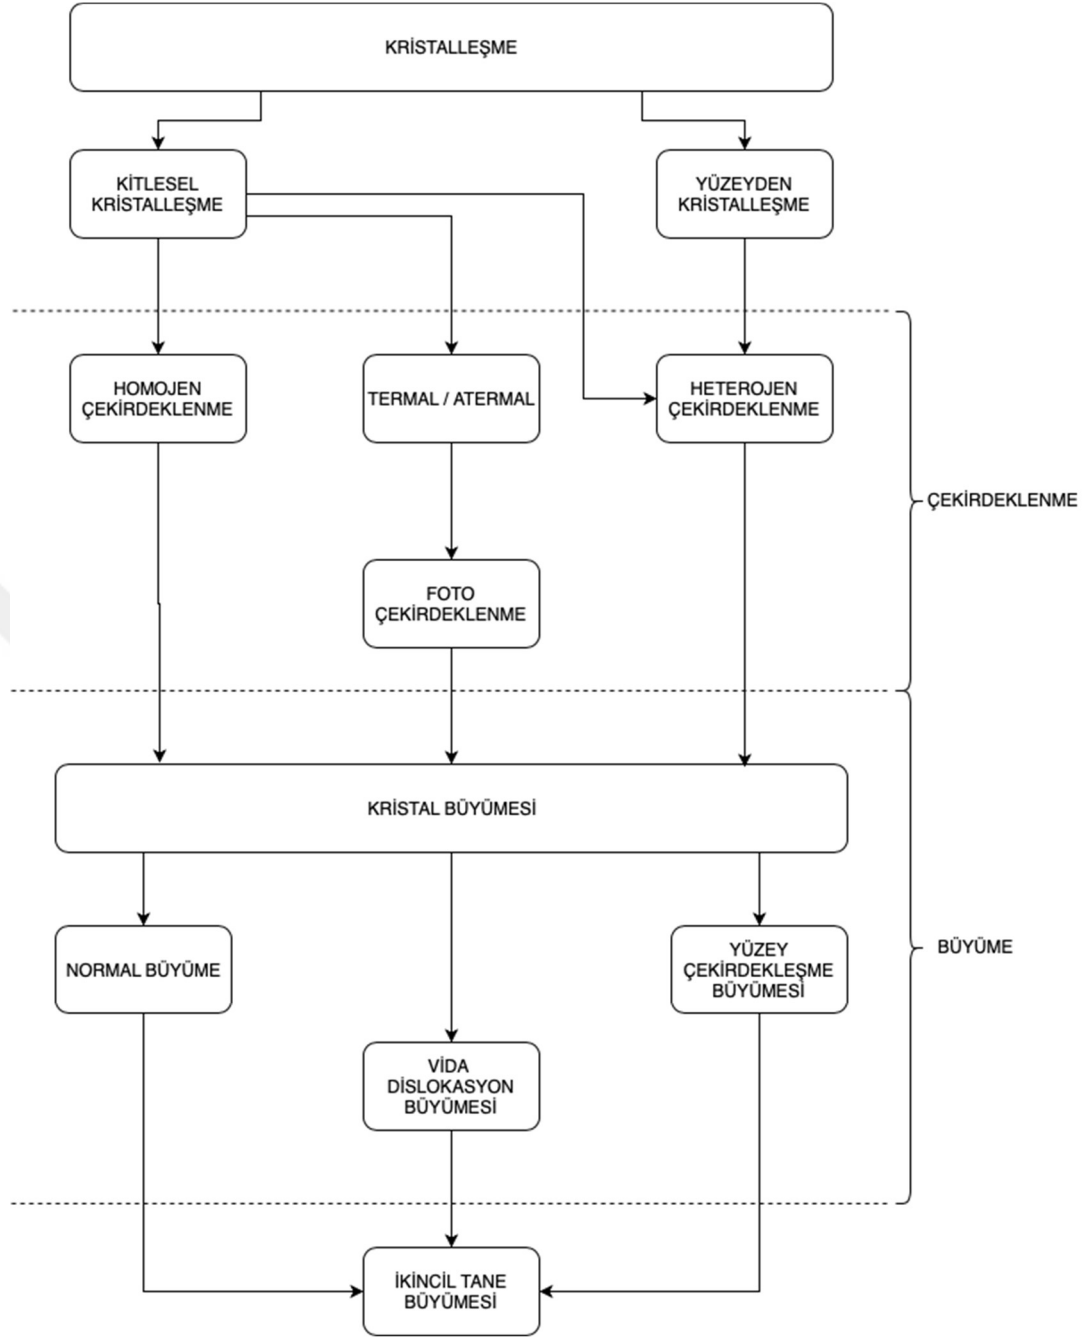 KRİSTALLEŞME
KİTLESEL
KRİSTALLEŞME
YÜZEYDEN
KRİSTALLEŞME
HOMOJEN
ÇEKİRDEKLENME
TERMAL / ATERMAL
HETEROJEN
ÇEKİRDEKLENME
ÇEKİRDEKLENME
FOTO
ÇEKİRDEKLENME
KRİSTAL BÜYÜMESİ
NORMAL BÜYÜME
YÜZEY
ÇEKİRDEKLEŞME
BÜYÜMESİ
BÜYÜME
VİDA
DİSLOKASYON
BÜYÜMESİ
İKİNCİL TANE
BÜYÜMESİ